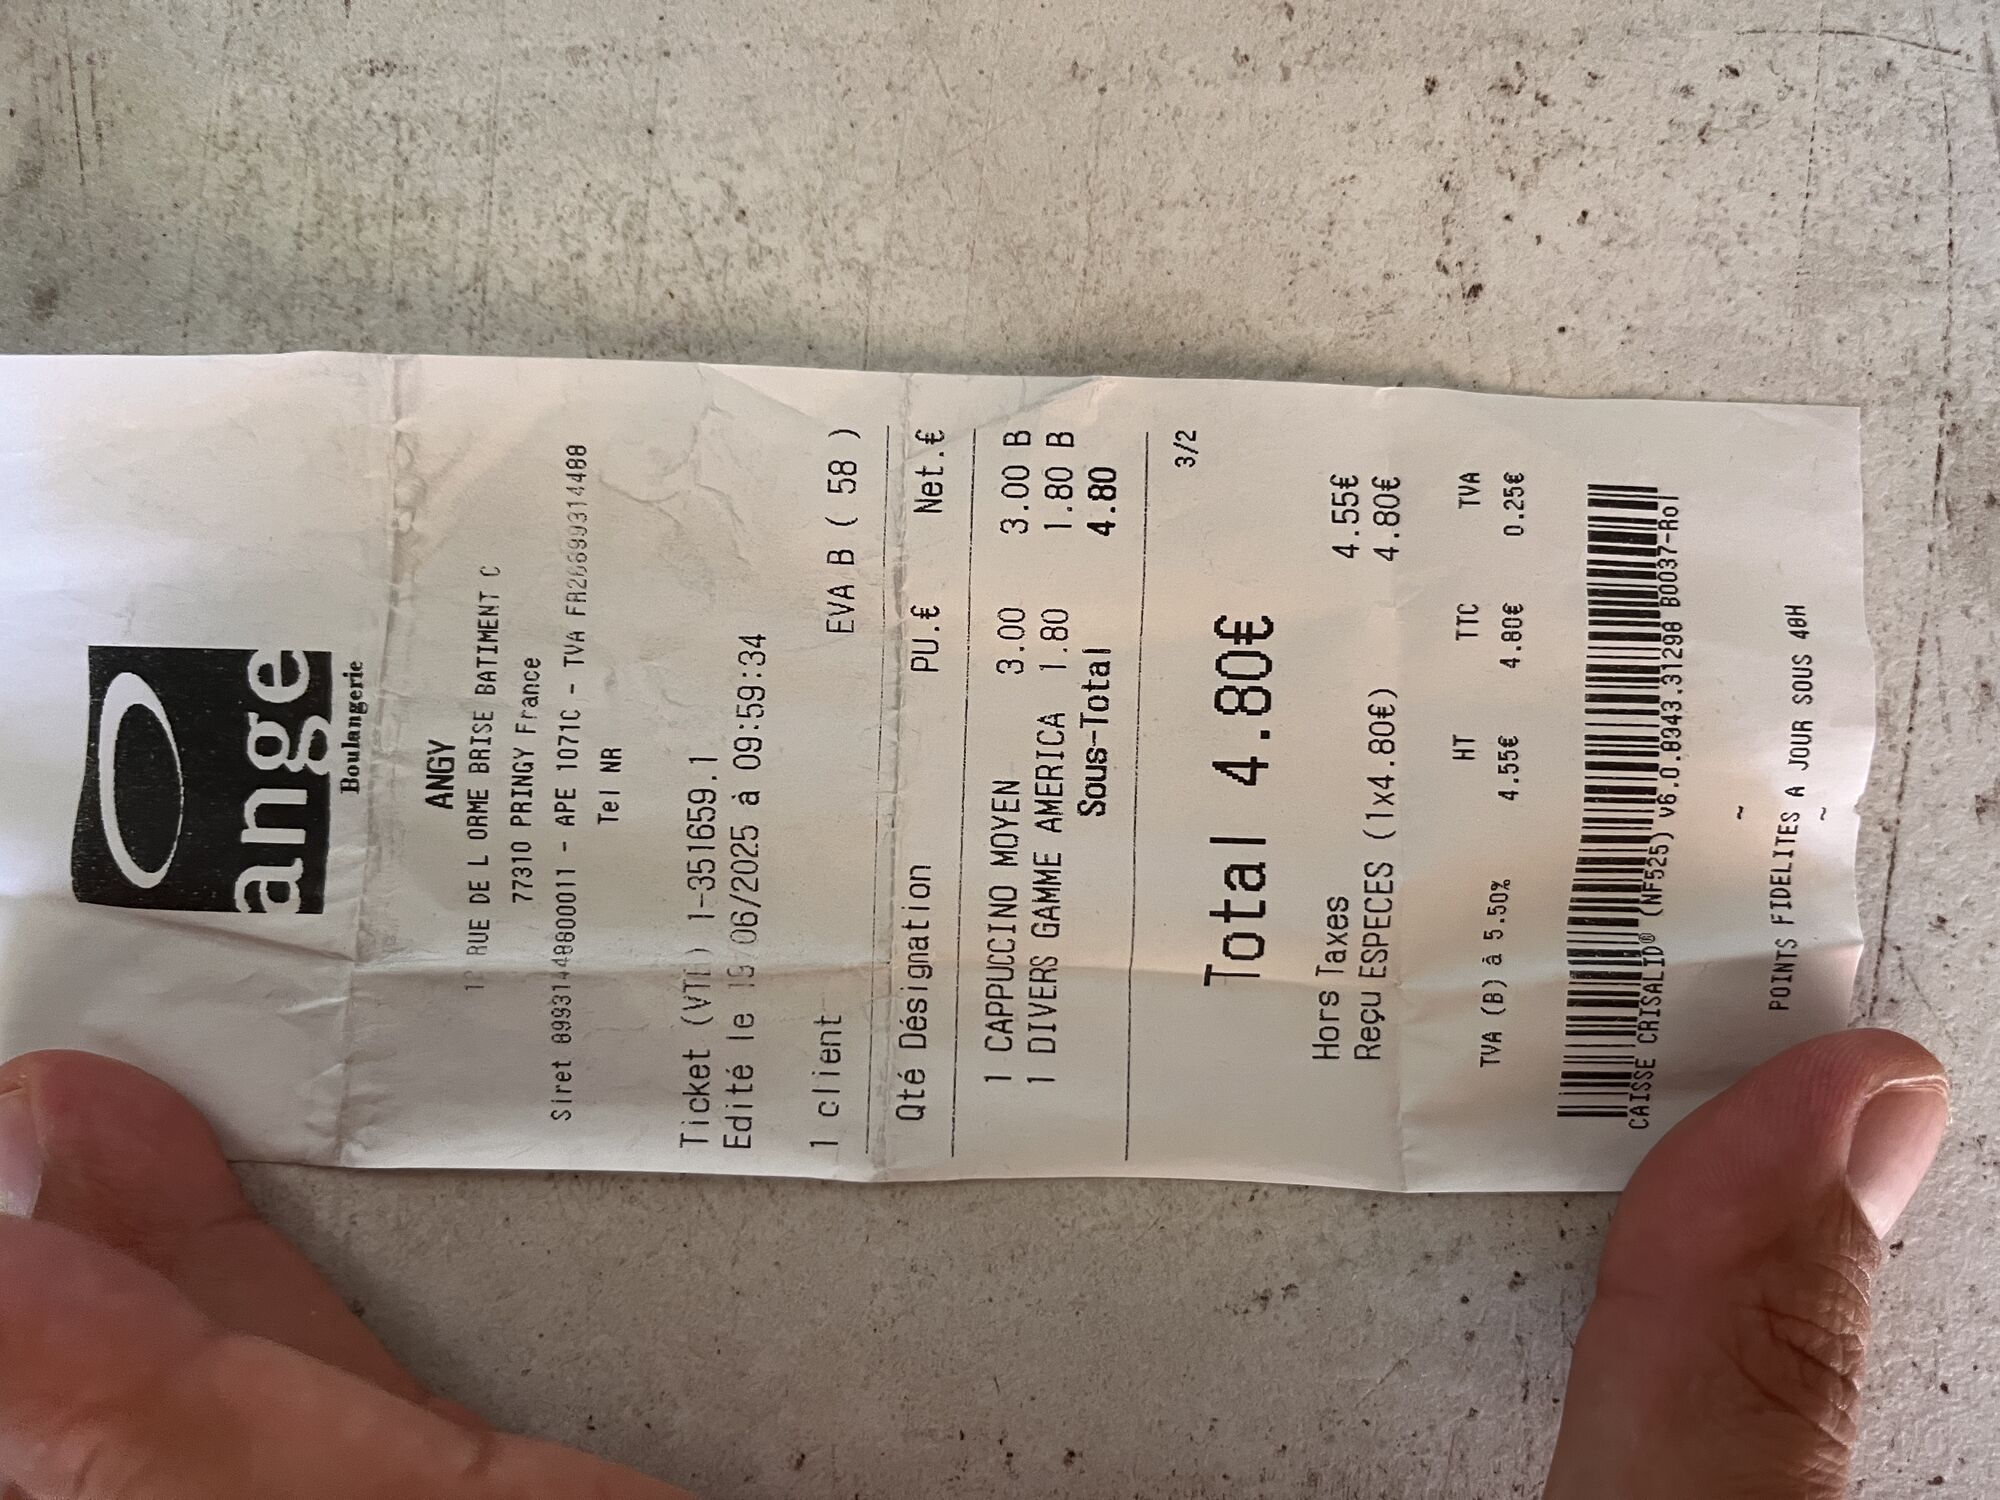 ange
Boulangerie
ANGY
RUE DE L ORME BRISE BATIMENT C
77310 PRINGY France
Siret 89931448800011 - APE 1071C - TVA FR26899314488
Tel NR
Ticket (VTE) 1-351659.1
Edité le 19/06/2025 à 09:59:34
1 client EVA B ( 58 )
Qté Désignation PU.€ Net.€
1 CAPPUCCINO MOYEN 3.00 3.00 B
1 DIVERS GAMME AMERICA 1.80 1.80 B
Sous-Total 4.80
3/2
Total 4.80€
Hors Taxes 4.55€
Reçu ESPECES (1x4.80€) 4.80€
HT TTC TVA
TVA (B) à 5.50% 4.55€ 4.80€ 0.25€
CAISSE CRISALID® (NF525) v6.0.8343.31298 B0037-Ro1
~
POINTS FIDELITES A JOUR SOUS 48H
~